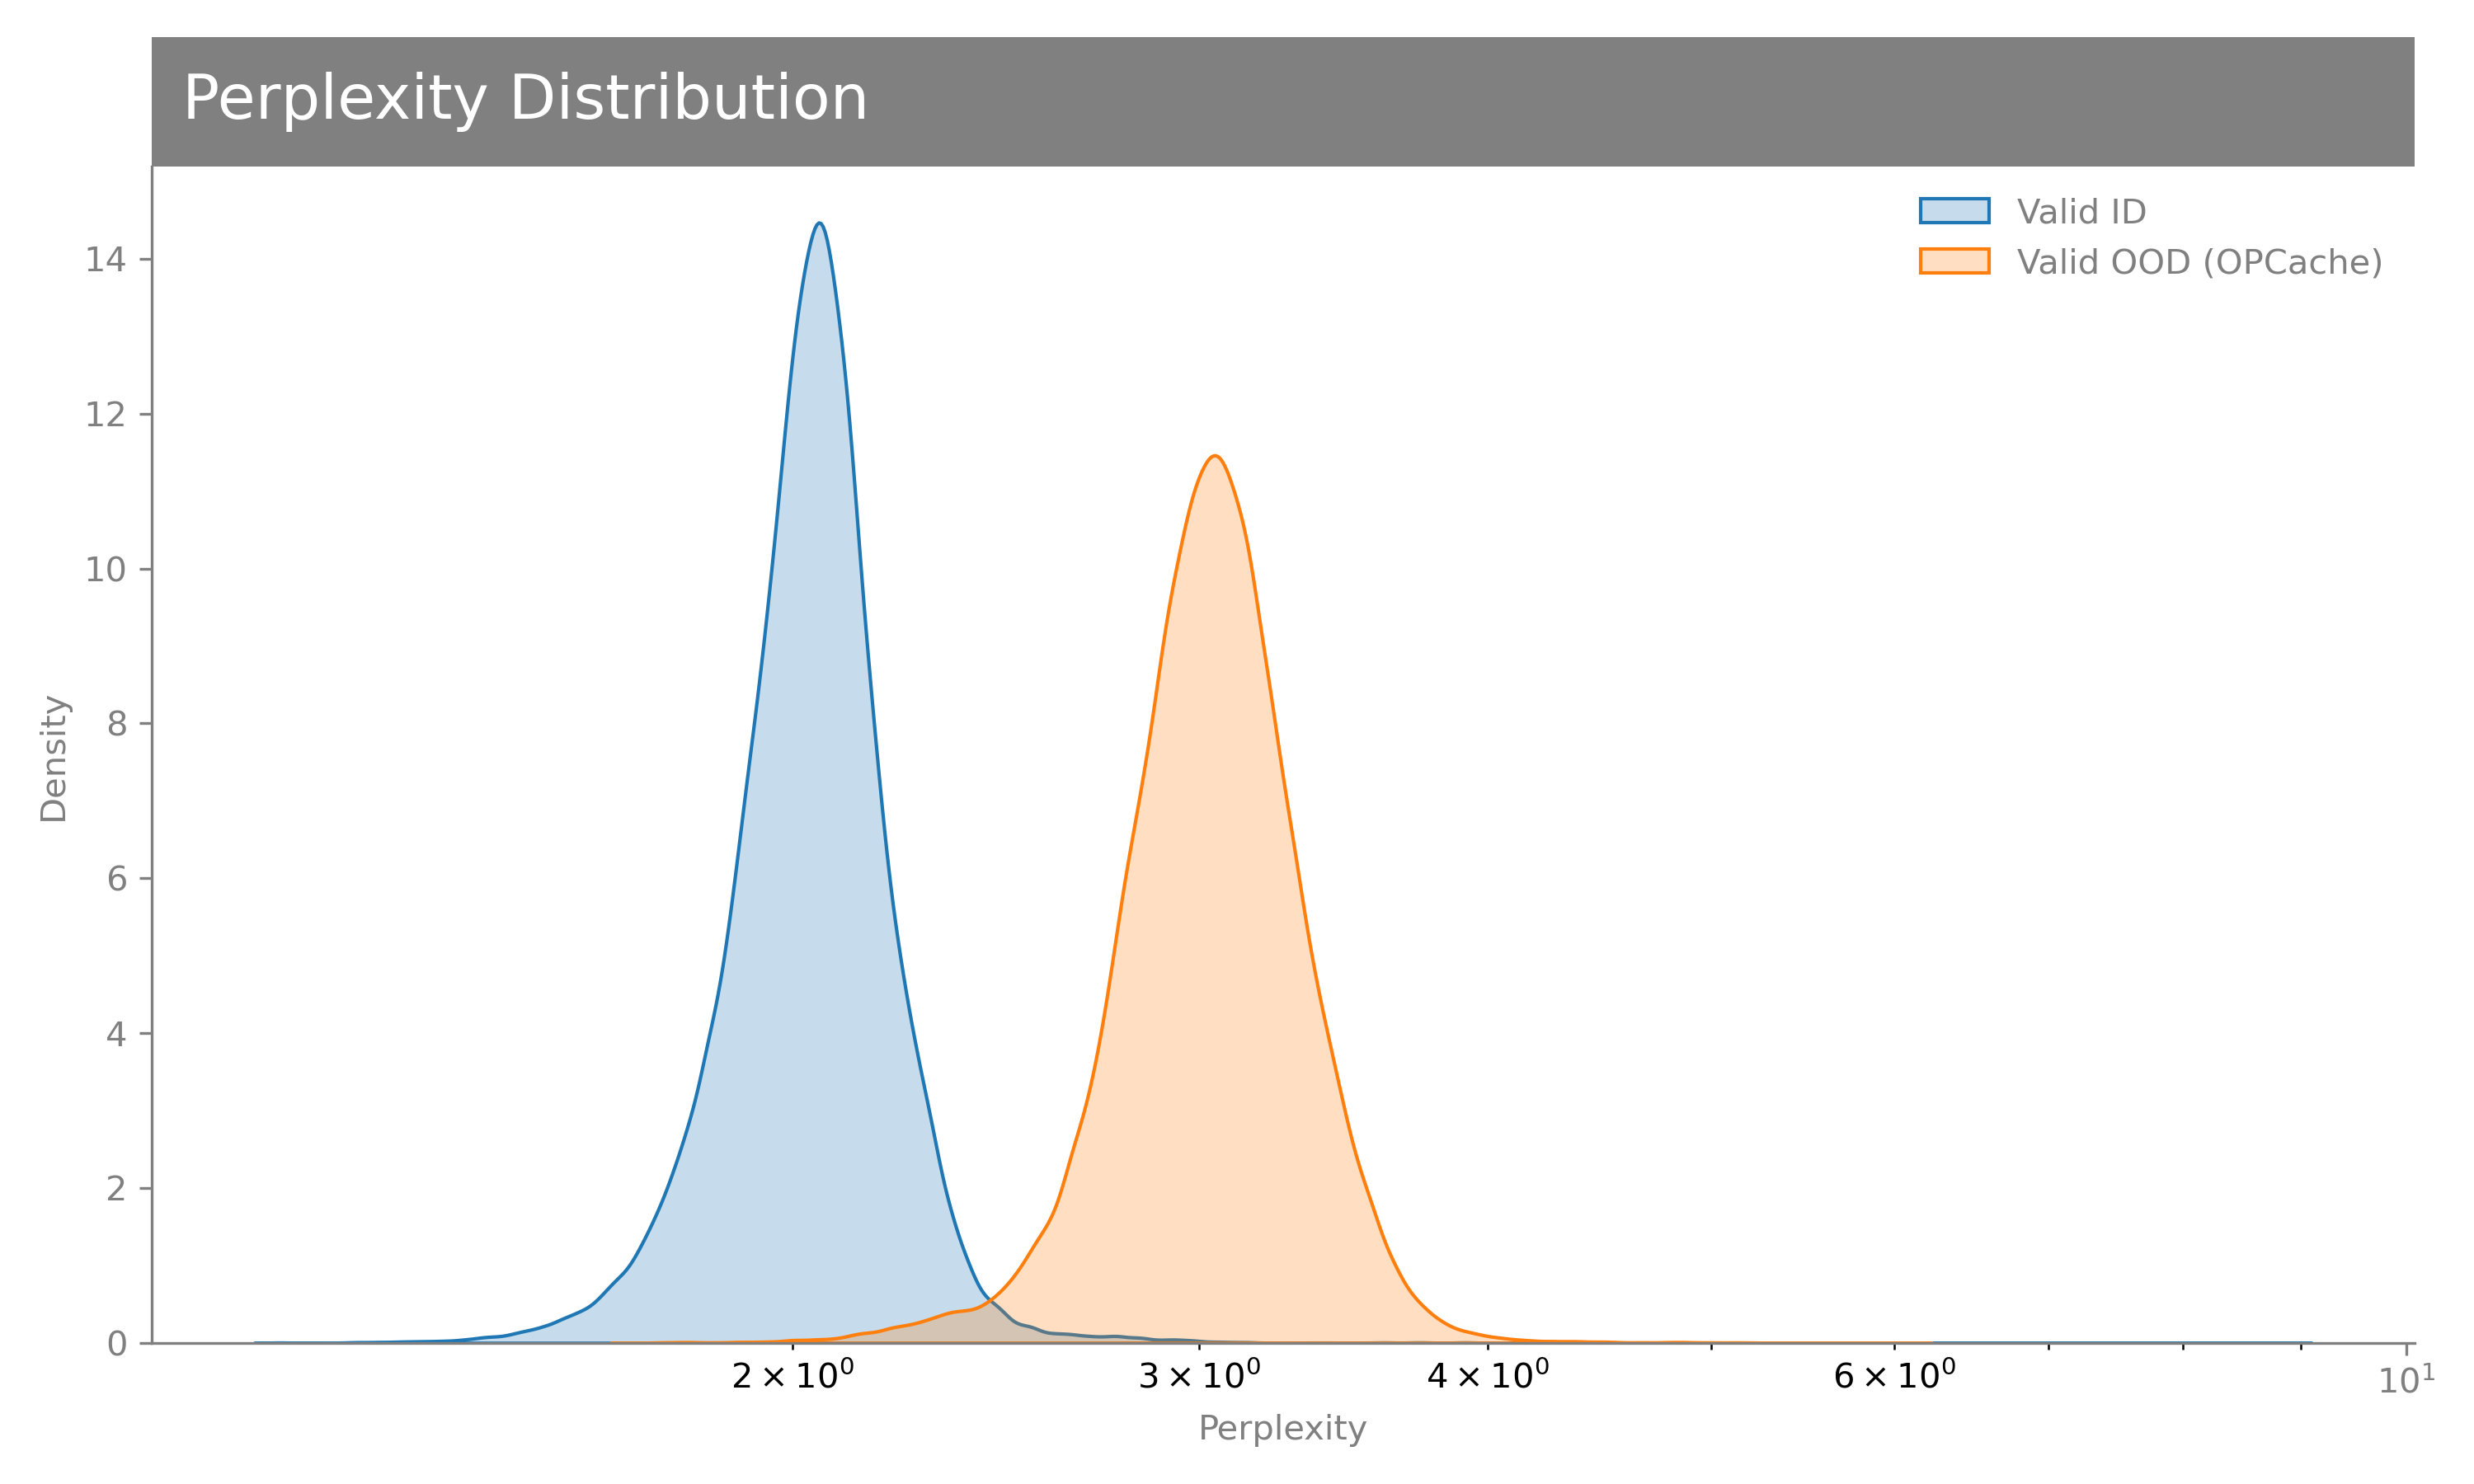 Perplexity Distribution
Valid ID
Valid OOD (OPCache)
14
12
10
8
6
4
2
0
Density
2 × 10⁰
3 × 10⁰
4 × 10⁰
6 × 10⁰
10¹
Perplexity